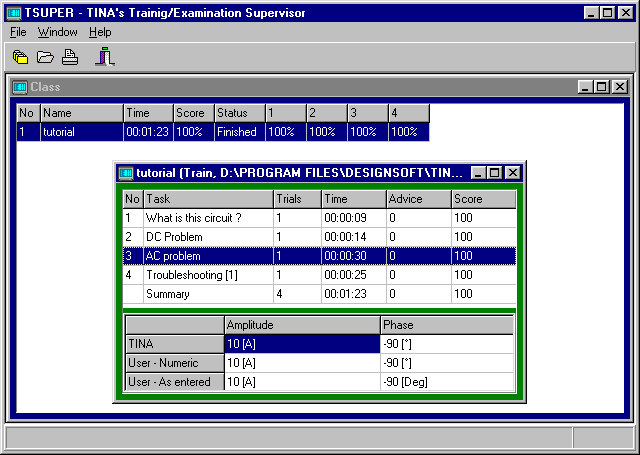 TSUPER - TINA's Trainig/Examination Supervisor
File Window Help
Class
No Name Time Score Status 1 2 3 4
1 tutorial 00:01:23 100% Finished 100% 100% 100% 100%
tutorial (Train, D:\PROGRAM FILES\DESIGNSOFT\TIN...
No Task Trials Time Advice Score
1 What is this circuit ? 1 00:00:09 0 100
2 DC Problem 1 00:00:14 0 100
3 AC problem 1 00:00:30 0 100
4 Troubleshooting [1] 1 00:00:25 0 100
Summary 4 00:01:23 0 100
Amplitude Phase
TINA 10 [A] -90 [°]
User - Numeric 10 [A] -90 [°]
User - As entered 10 [A] -90 [Deg]